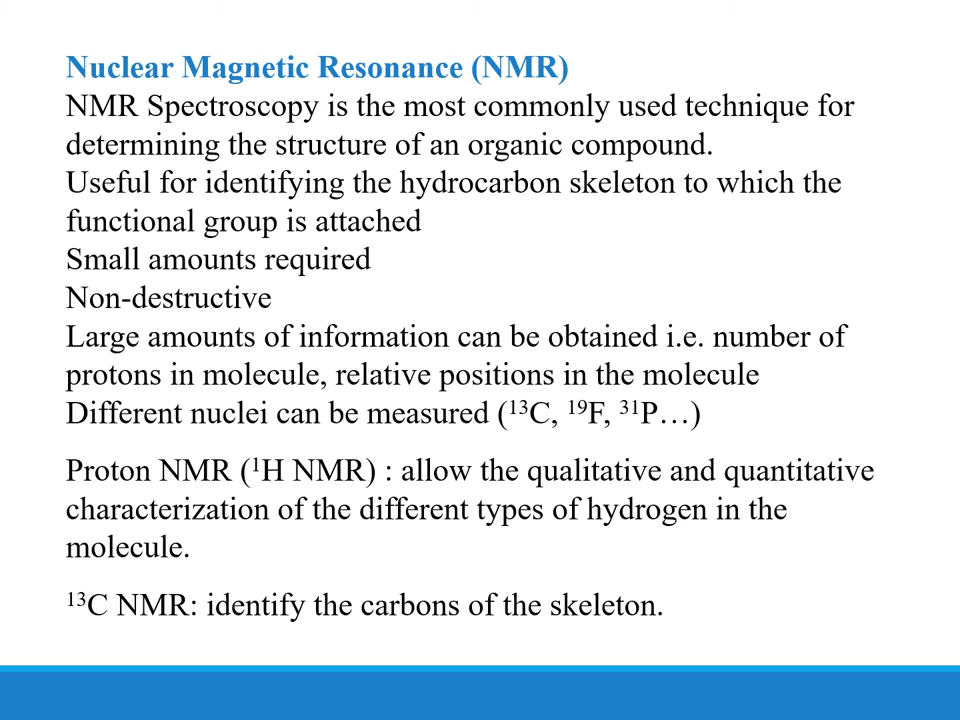 Nuclear Magnetic Resonance (NMR)
NMR Spectroscopy is the most commonly used technique for
determining the structure of an organic compound.
Useful for identifying the hydrocarbon skeleton to which the
functional group is attached
Small amounts required
Non-destructive
Large amounts of information can be obtained i.e. number of
protons in molecule, relative positions in the molecule
Different nuclei can be measured (¹³C, ¹⁹F, ³¹P…)
Proton NMR (¹H NMR) : allow the qualitative and quantitative
characterization of the different types of hydrogen in the
molecule.
¹³C NMR: identify the carbons of the skeleton.